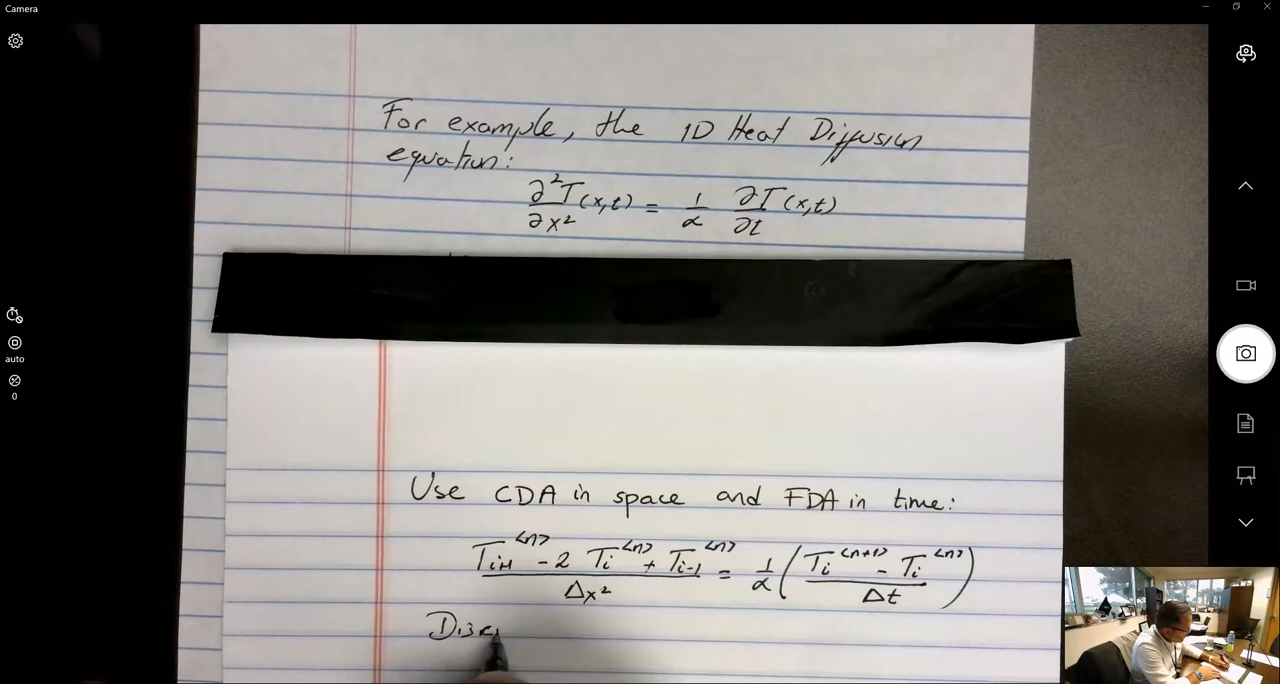 Camera
For example, the 1D Heat Diffusion
equation:
∂²T(x,t)/∂x² = 1/α ∂T(x,t)/∂t
auto
0
Use CDA in space and FDA in time:
(T_{i+1}^{<n>} - 2 T_i^{<n>} + T_{i-1}^{<n>})/Δx² = 1/α ((T_i^{<n+1>} - T_i^{<n>})/Δt)